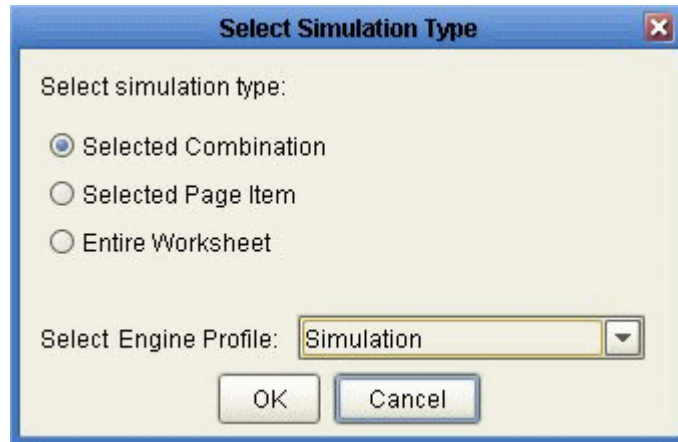 Select Simulation Type
Select simulation type:
Selected Combination
Selected Page Item
Entire Worksheet
Select Engine Profile: Simulation
OK Cancel